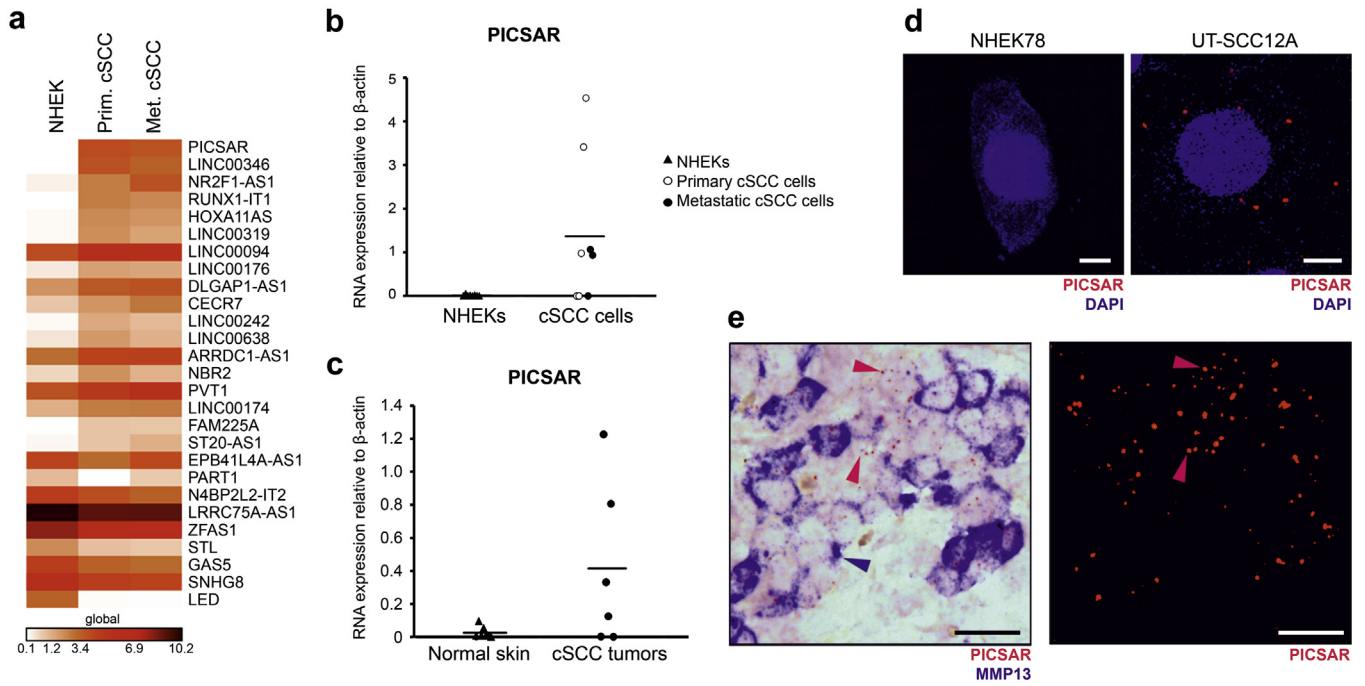 a
NHEK
Prim. cSCC
Met. cSCC
PICSAR
LINC00346
NR2F1-AS1
RUNX1-IT1
HOXA11AS
LINC00319
LINC00094
LINC00176
DLGAP1-AS1
CECR7
LINC00242
LINC00638
ARRDC1-AS1
NBR2
PVT1
LINC00174
FAM225A
ST20-AS1
EPB41L4A-AS1
PART1
N4BP2L2-IT2
LRRC75A-AS1
ZFAS1
STL
GAS5
SNHG8
LED
global
0.1 1.2 3.4 6.9 10.2
b
PICSAR
RNA expression relative to β-actin
5
4
3
2
1
0
NHEKs
cSCC cells
NHEKs
Primary cSCC cells
Metastatic cSCC cells
c
PICSAR
RNA expression relative to β-actin
1.4
1.2
1.0
0.8
0.6
0.4
0.2
0
Normal skin
cSCC tumors
d
NHEK78
UT-SCC12A
PICSAR
DAPI
PICSAR
DAPI
e
PICSAR
MMP13
PICSAR